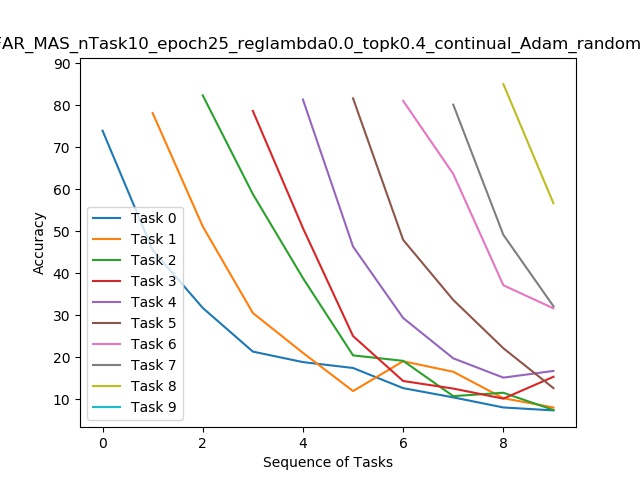 FAR_MAS_nTask10_epoch25_reglambda0.0_topk0.4_continual_Adam_random
90
80
70
60
50
40
30
20
10
Accuracy
Task 0
Task 1
Task 2
Task 3
Task 4
Task 5
Task 6
Task 7
Task 8
Task 9
0 2 4 6 8
Sequence of Tasks